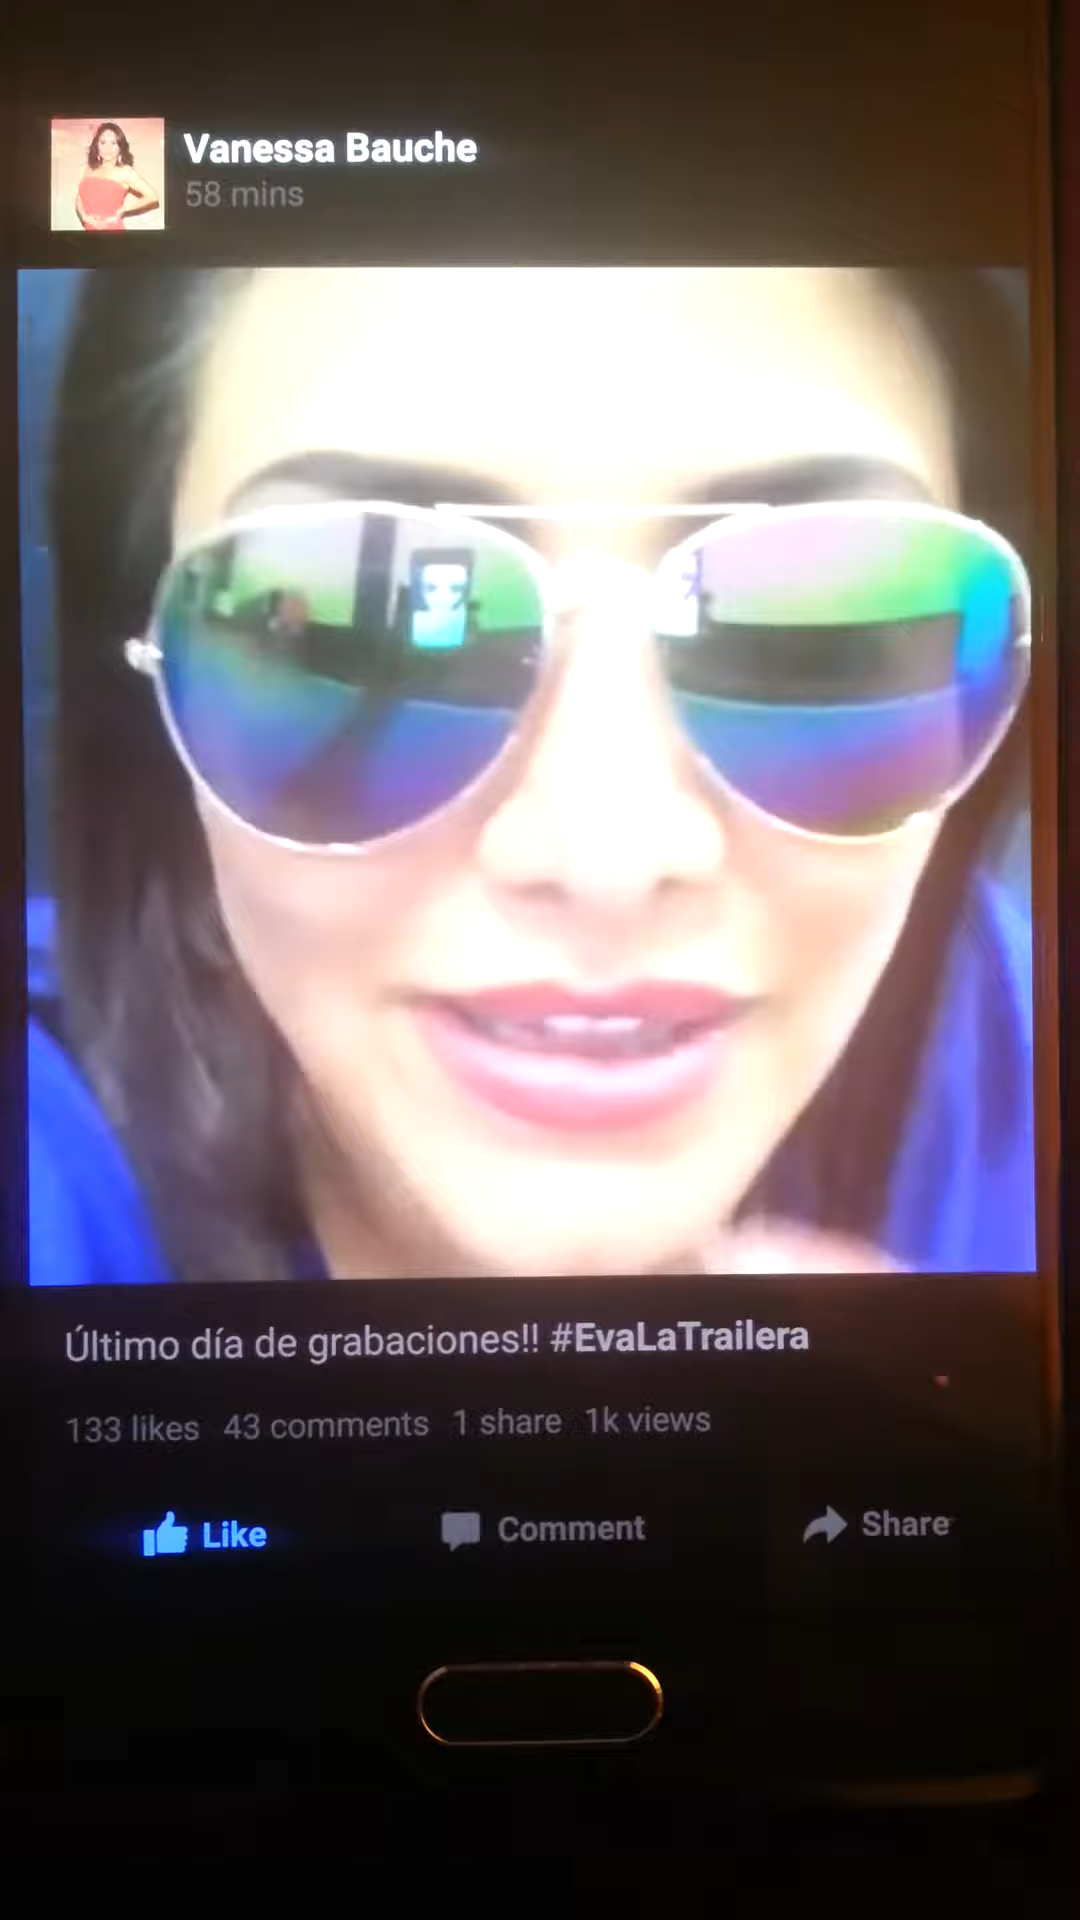 Vanessa Bauche
58 mins
Último día de grabaciones!! #EvaLaTrailera
133 likes 43 comments 1 share 1k views
Like Comment Share